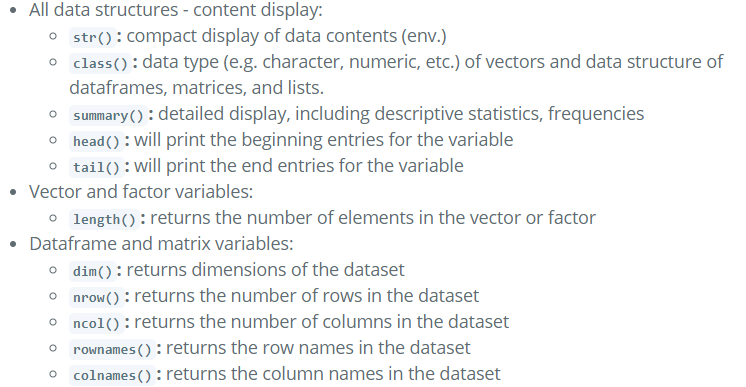 All data structures - content display:
str(): compact display of data contents (env.)
class(): data type (e.g. character, numeric, etc.) of vectors and data structure of
dataframes, matrices, and lists.
summary(): detailed display, including descriptive statistics, frequencies
head(): will print the beginning entries for the variable
tail(): will print the end entries for the variable
Vector and factor variables:
length(): returns the number of elements in the vector or factor
Dataframe and matrix variables:
dim(): returns dimensions of the dataset
nrow(): returns the number of rows in the dataset
ncol(): returns the number of columns in the dataset
rownames(): returns the row names in the dataset
colnames(): returns the column names in the dataset